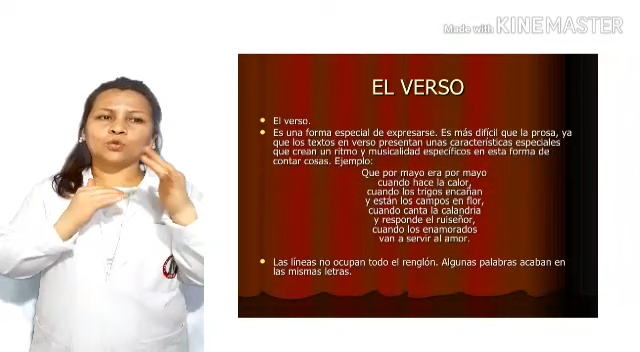 Made with KINEMASTER
EL VERSO
El verso.
Es una forma especial de expresarse. Es más difícil que la prosa, ya
que los textos en verso presentan unas características especiales
que crean un ritmo y musicalidad específicos en esta forma de
contar cosas. Ejemplo:
Que por mayo era por mayo
cuando hace la calor,
cuando los trigos encañan
y están los campos en flor,
cuando canta la calandria
y responde el ruiseñor,
cuando los enamorados
van a servir al amor.
Las líneas no ocupan todo el renglón. Algunas palabras acaban en
las mismas letras.